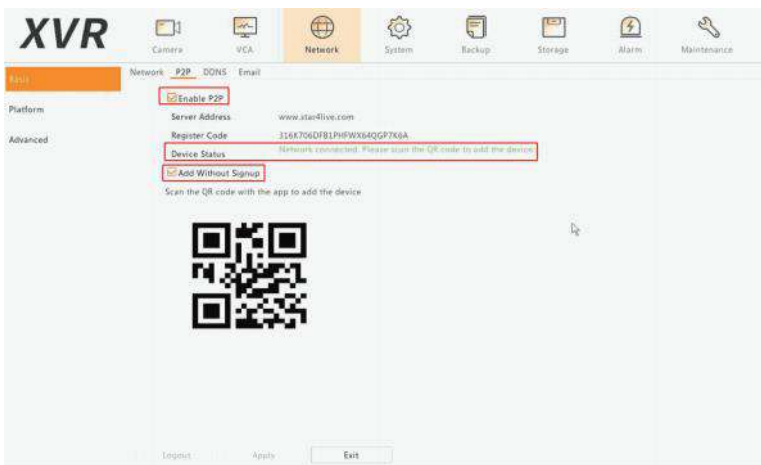 XVR
Camera
VCA
Network
System
Backup
Storage
Alarm
Maintenance
Basic
Platform
Advanced
Network P2P DDNS Email
Enable P2P
Server Address www.star4live.com
Register Code
Device Status Network connected. Please scan the QR code to add the device.
Add Without Signup
Scan the QR code with the app to add the device
Logout Apply Exit